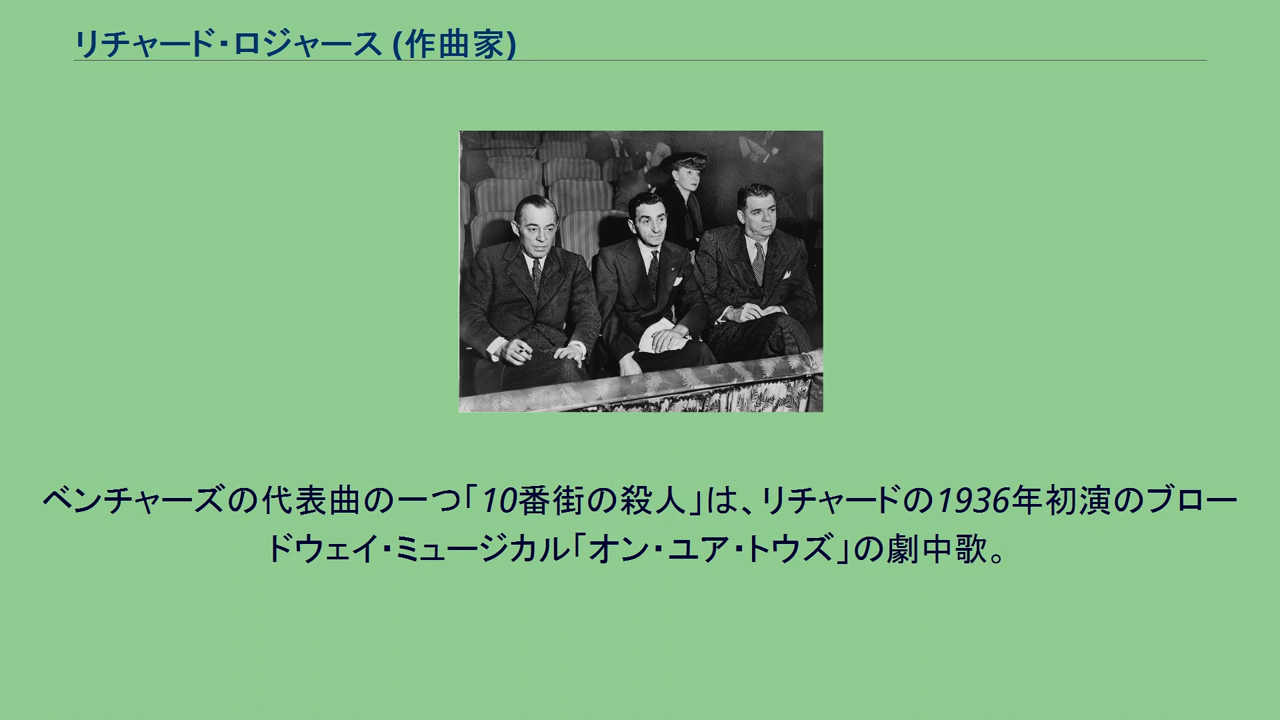 リチャード・ロジャース (作曲家)
ベンチャーズの代表曲の一つ｢10番街の殺人｣は、リチャードの1936年初演のブロー
ドウェイ・ミュージカル｢オン・ユア・トウズ｣の劇中歌。